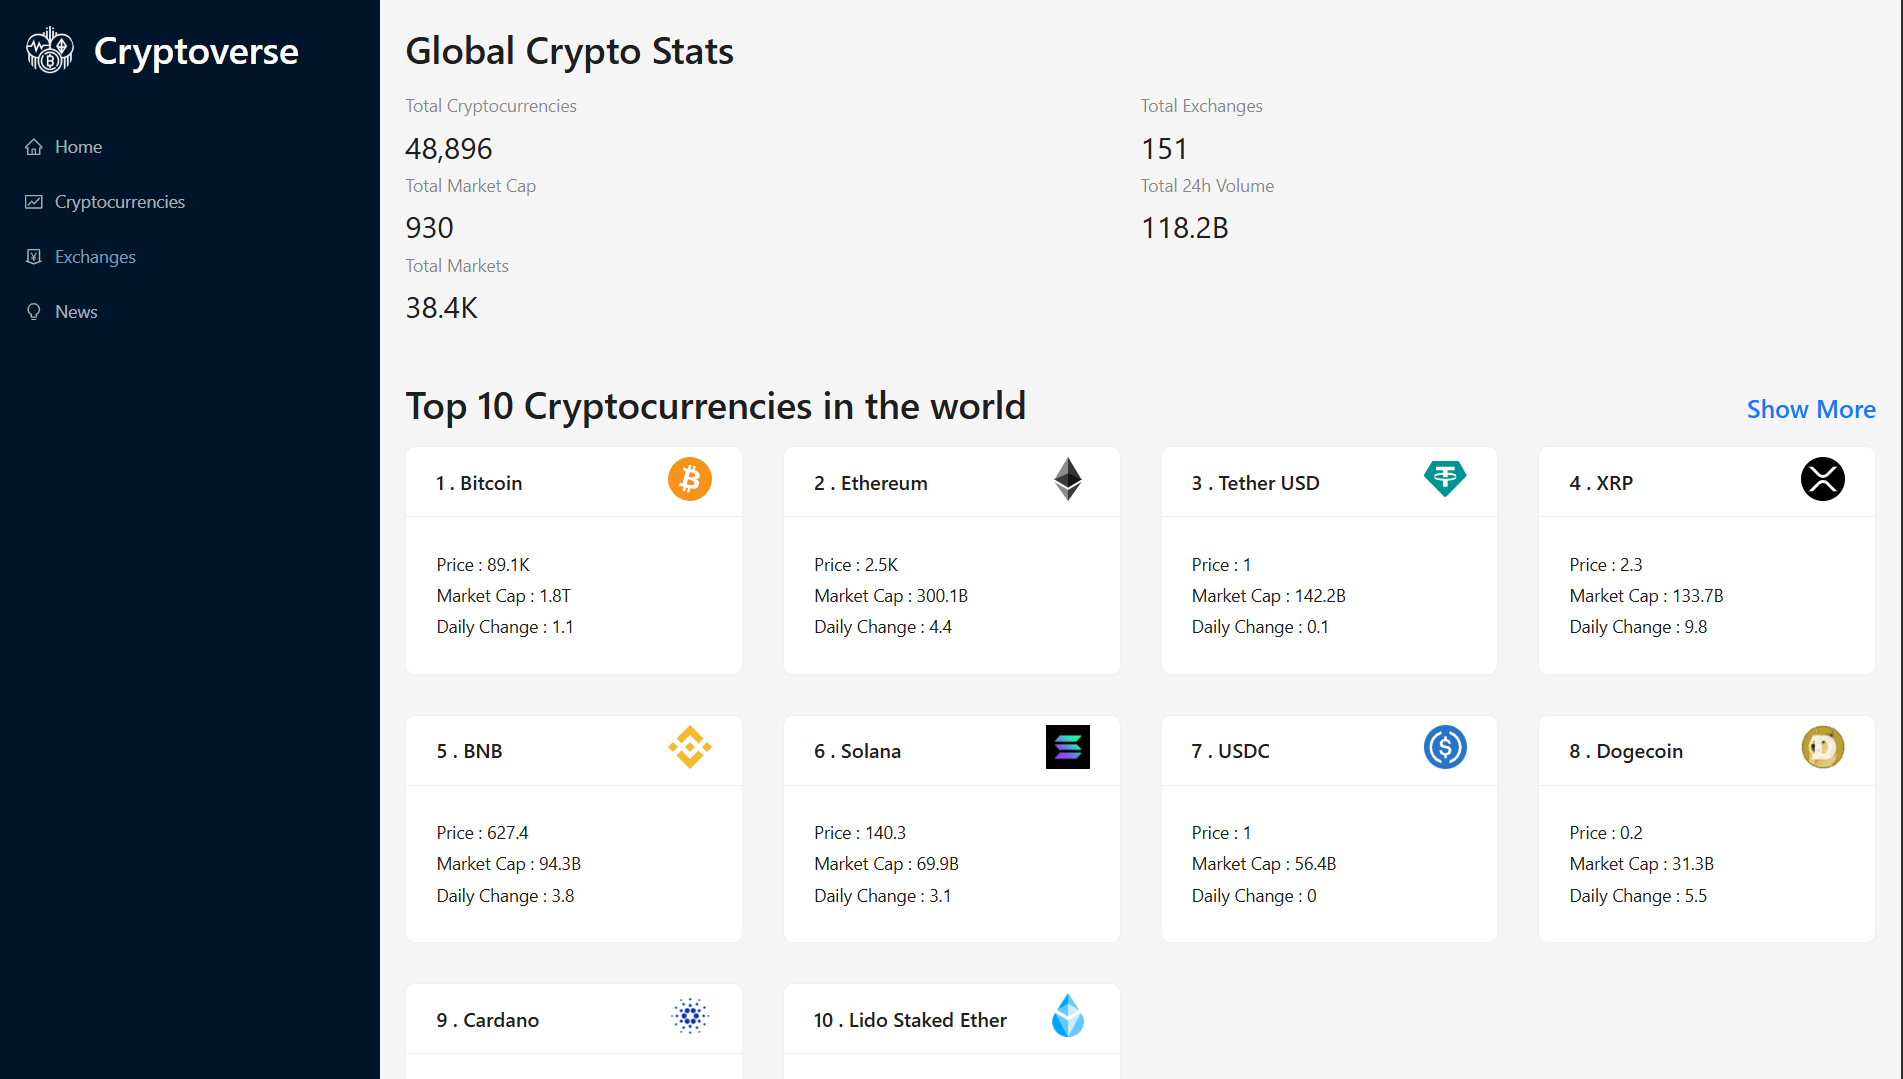 Cryptoverse
Home
Cryptocurrencies
Exchanges
News
Global Crypto Stats
Total Cryptocurrencies
48,896
Total Exchanges
151
Total Market Cap
930
Total 24h Volume
118.2B
Total Markets
38.4K
Top 10 Cryptocurrencies in the world
Show More
1 . Bitcoin
Price : 89.1K
Market Cap : 1.8T
Daily Change : 1.1
2 . Ethereum
Price : 2.5K
Market Cap : 300.1B
Daily Change : 4.4
3 . Tether USD
Price : 1
Market Cap : 142.2B
Daily Change : 0.1
4 . XRP
Price : 2.3
Market Cap : 133.7B
Daily Change : 9.8
5 . BNB
Price : 627.4
Market Cap : 94.3B
Daily Change : 3.8
6 . Solana
Price : 140.3
Market Cap : 69.9B
Daily Change : 3.1
7 . USDC
Price : 1
Market Cap : 56.4B
Daily Change : 0
8 . Dogecoin
Price : 0.2
Market Cap : 31.3B
Daily Change : 5.5
9 . Cardano
10 . Lido Staked Ether